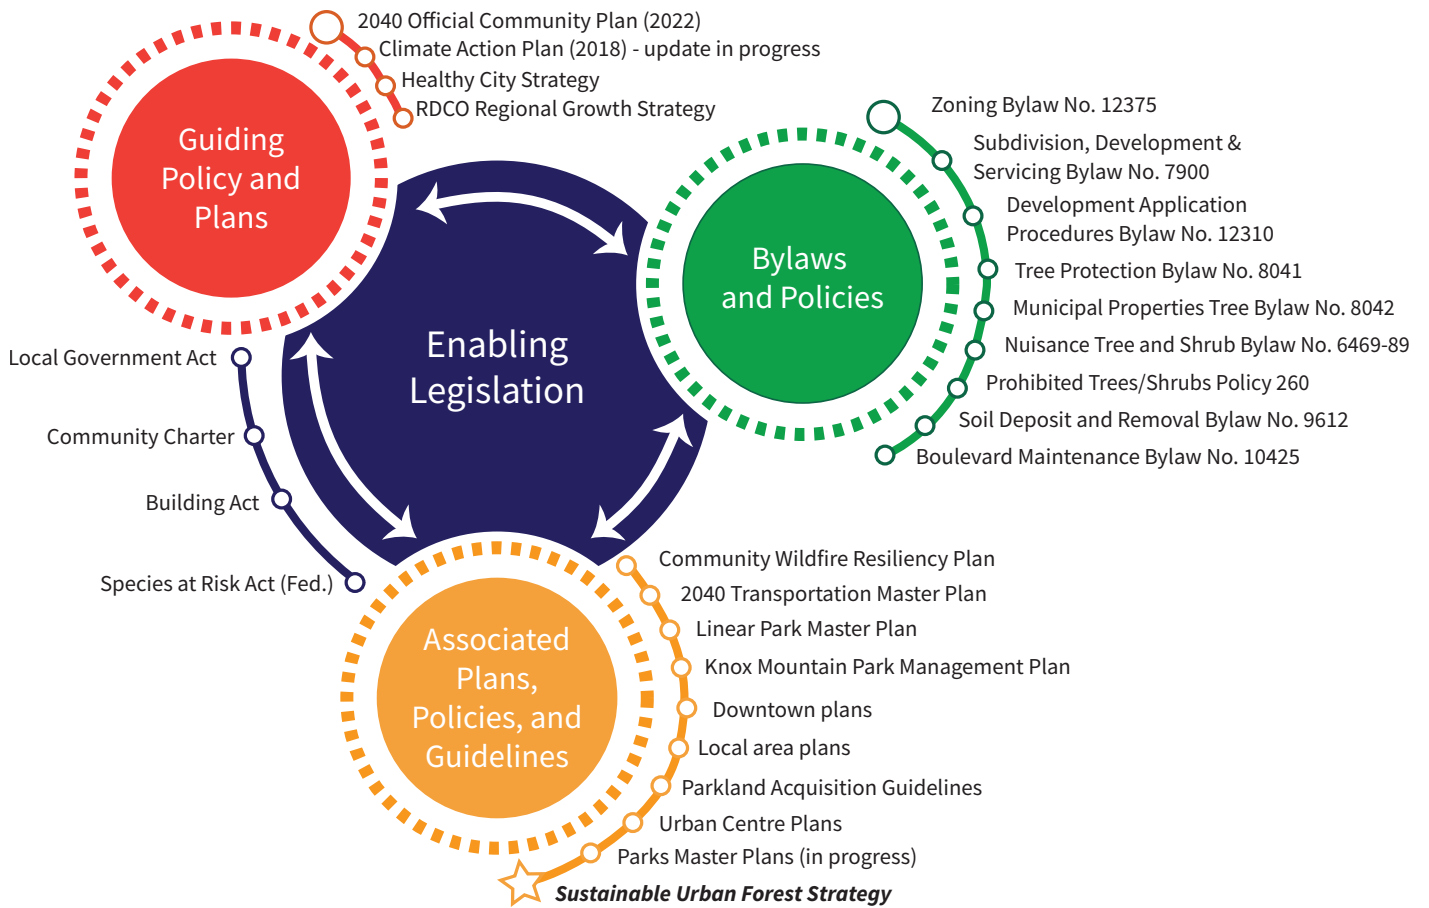 2040 Official Community Plan (2022)
Climate Action Plan (2018) - update in progress
Healthy City Strategy
RDCO Regional Growth Strategy
Guiding
Policy and
Plans
Zoning Bylaw No. 12375
Subdivision, Development &
Servicing Bylaw No. 7900
Development Application
Procedures Bylaw No. 12310
Tree Protection Bylaw No. 8041
Municipal Properties Tree Bylaw No. 8042
Nuisance Tree and Shrub Bylaw No. 6469-89
Prohibited Trees/Shrubs Policy 260
Soil Deposit and Removal Bylaw No. 9612
Boulevard Maintenance Bylaw No. 10425
Bylaws
and Policies
Enabling
Legislation
Local Government Act
Community Charter
Building Act
Species at Risk Act (Fed.)
Associated
Plans,
Policies, and
Guidelines
Community Wildfire Resiliency Plan
2040 Transportation Master Plan
Linear Park Master Plan
Knox Mountain Park Management Plan
Downtown plans
Local area plans
Parkland Acquisition Guidelines
Urban Centre Plans
Parks Master Plans (in progress)
Sustainable Urban Forest Strategy